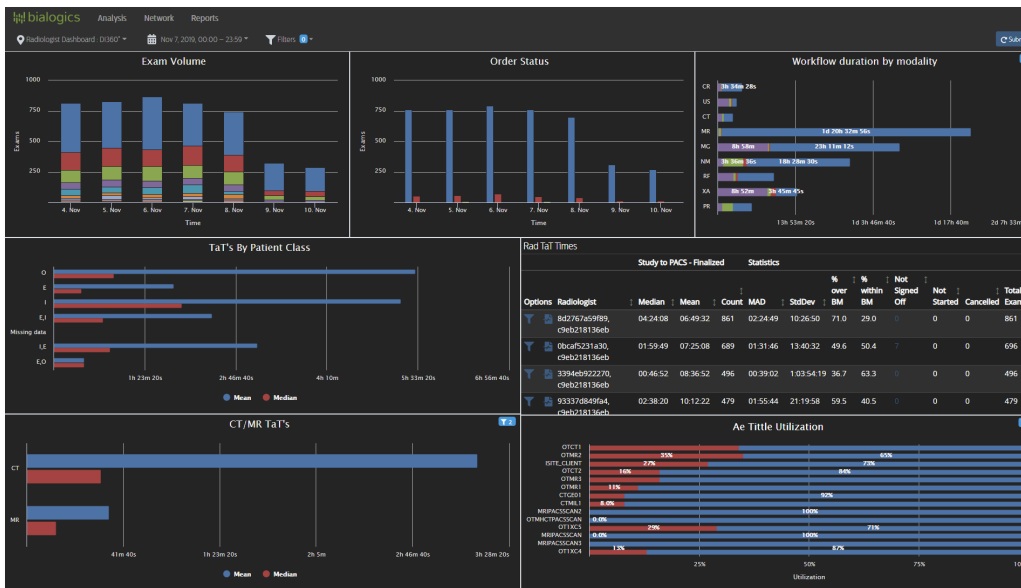 bialogics Analysis Network Reports
Radiologist Dashboard - DI360° Nov 7, 2019, 00:00 – 23:59 Filters 0
Exam Volume
1000
750
500
250
Exams
4. Nov 5. Nov 6. Nov 7. Nov 8. Nov 9. Nov 10. Nov
Time
Order Status
1000
750
500
250
Exams
4. Nov 5. Nov 6. Nov 7. Nov 8. Nov 9. Nov 10. Nov
Time
Workflow duration by modality
CR 3h 34m 28s
US
CT
MR 1d 20h 32m 56s
MG 8h 58m 23h 11m 12s
NM 3h 36m 36s 18h 28m 30s
RF
XA 8h 52m 3h 45m 45s
PR
13h 53m 20s 1d 3h 46m 40s 1d 17h 40m 2d 7h 33m
TaT's By Patient Class
O
E
I
E,I
Missing data
I,E
E,O
1h 23m 20s 2h 46m 40s 4h 10m 5h 33m 20s 6h 56m 40s
Mean Median
Rad TaT Times
Study to PACS - Finalized Statistics
Options Radiologist Median Mean Count MAD StdDev % over BM % within BM Not Signed Off Not Started Cancelled Total
8d2767a59f89, c9eb218136eb 04:24:08 06:49:32 861 02:24:49 10:26:50 71.0 29.0 0 0 0 861
0bcaf5231a30, c9eb218136eb 01:59:49 07:25:08 689 01:31:46 13:40:32 49.6 50.4 7 0 0 696
3394eb922270, c9eb218136eb 00:46:52 08:36:52 496 00:39:02 1:03:54:19 36.7 63.3 0 0 0 496
93337d849fa4, c9eb218136eb 02:38:20 10:12:22 479 01:55:44 21:19:58 59.5 40.5 0 0 0 479
CT/MR TaT's
2
CT
MR
41m 40s 1h 23m 20s 2h 5m 2h 46m 40s 3h 28m 20s
Mean Median
Ae Tittle Utilization
OTCT1
OTMR2 35% 65%
ISITE_CLIENT 27% 73%
OTCT2 16% 84%
OTMR3
OTMR1 11%
CTGE01 92%
CTMIL1 8.0%
MRIPACSSCAN2 100%
OTMHCTPACSSCAN 0.0%
OT1XC5 29% 71%
MRIPACSSCAN 100%
MRIPACSSCAN3 0.0%
OT1XC4 13% 87%
25% 50% 75%
Utilization